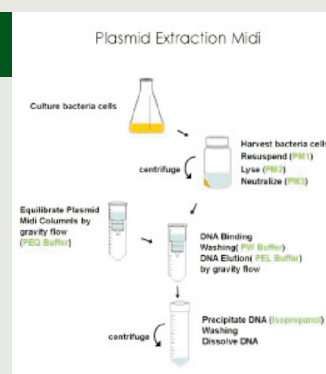 Plasmid Extraction Midi
Culture bacteria cells
Harvest bacteria cells
Resuspend (PM1)
Lyse (PM2)
Neutralize (PM3)
centrifuge
Equilibrate Plasmid
Midi Columns by
gravity flow
(PEQ Buffer)
DNA Binding
Washing( PW Buffer)
DNA Elution( PEL Buffer)
by gravity flow
Precipitate DNA (Isopropanol)
Washing
Dissolve DNA
centrifuge